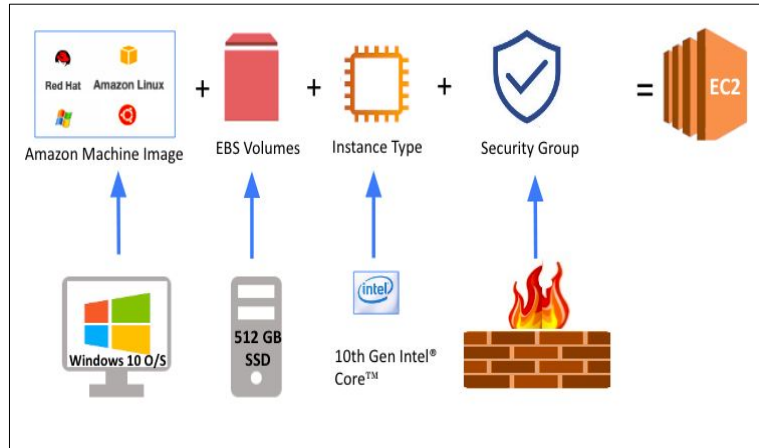 Red Hat Amazon Linux
+ + + = EC2
Amazon Machine Image EBS Volumes Instance Type Security Group
Windows 10 O/S
512 GB
SSD
intel
10th Gen Intel®
Core™